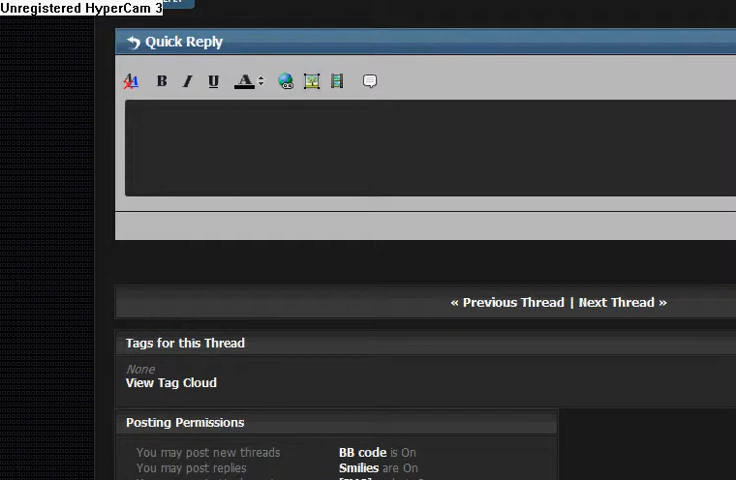 Unregistered HyperCam 3
Quick Reply
B I U A
« Previous Thread | Next Thread »
Tags for this Thread
None
View Tag Cloud
Posting Permissions
You may post new threads
BB code is On
You may post replies
Smilies are On